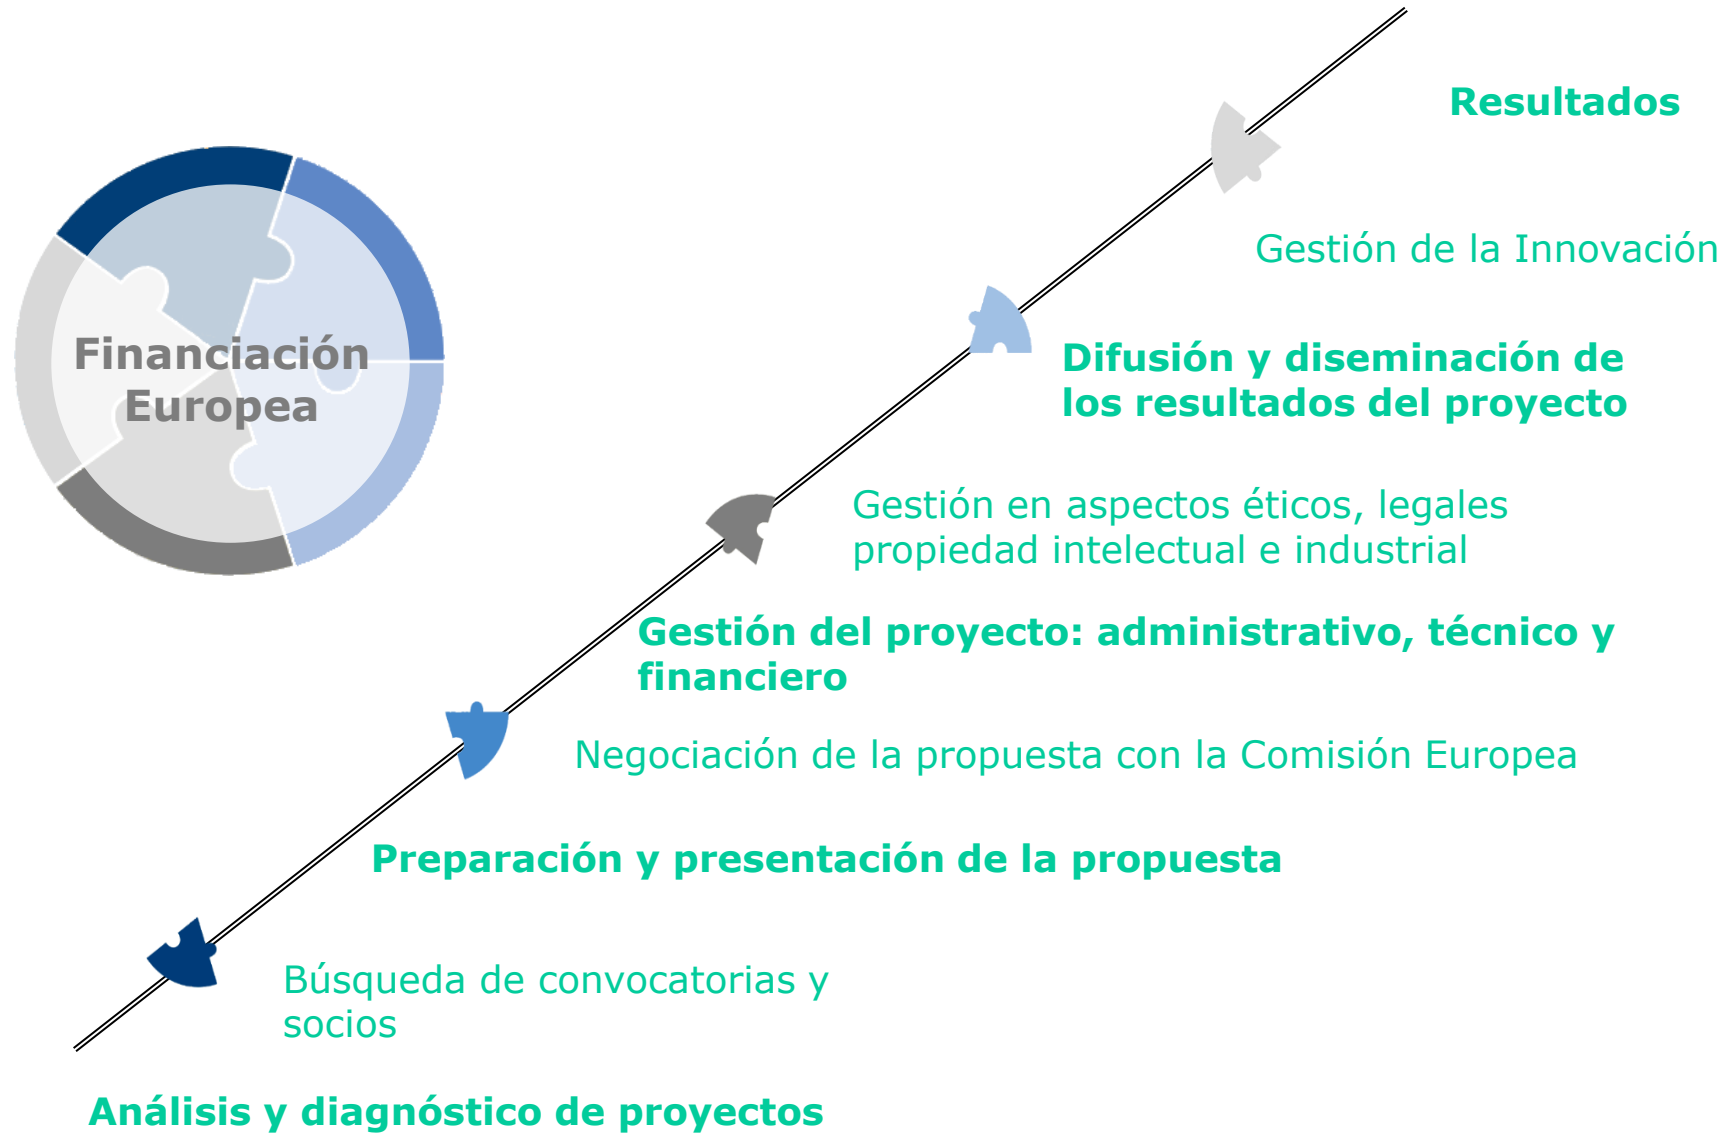 Resultados
Gestión de la Innovación
Financiación
Europea
Difusión y diseminación de
los resultados del proyecto
Gestión en aspectos éticos, legales
propiedad intelectual e industrial
Gestión del proyecto: administrativo, técnico y
financiero
Negociación de la propuesta con la Comisión Europea
Preparación y presentación de la propuesta
Búsqueda de convocatorias y
socios
Análisis y diagnóstico de proyectos